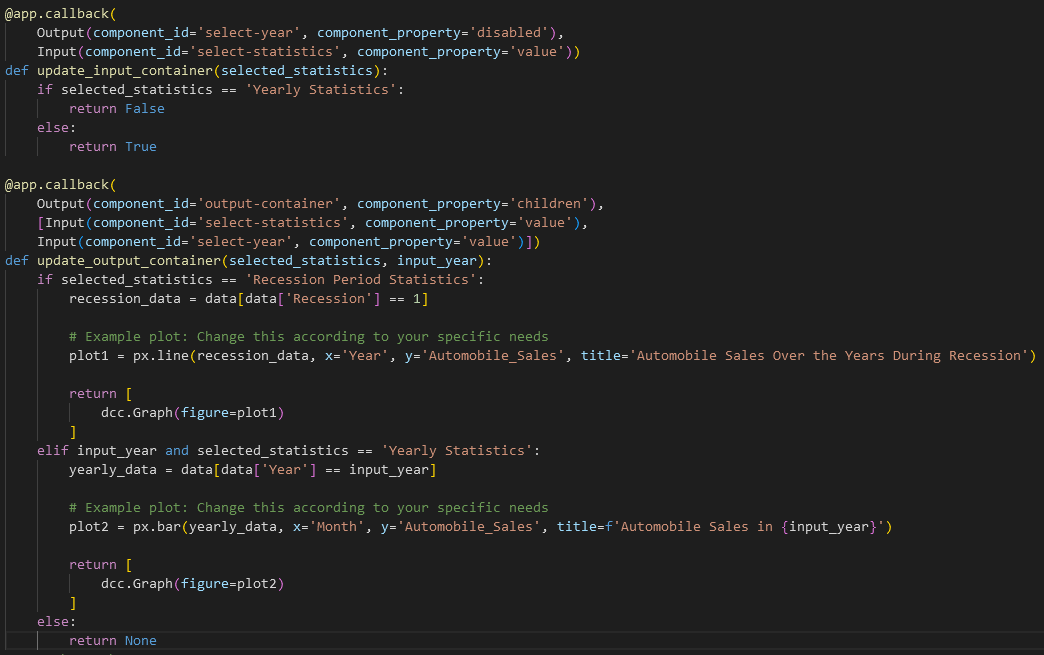 @app.callback(
    Output(component_id='select-year', component_property='disabled'),
    Input(component_id='select-statistics', component_property='value'))
def update_input_container(selected_statistics):
    if selected_statistics == 'Yearly Statistics':
        return False
    else:
        return True

@app.callback(
    Output(component_id='output-container', component_property='children'),
    [Input(component_id='select-statistics', component_property='value'),
    Input(component_id='select-year', component_property='value')])
def update_output_container(selected_statistics, input_year):
    if selected_statistics == 'Recession Period Statistics':
        recession_data = data[data['Recession'] == 1]

        # Example plot: Change this according to your specific needs
        plot1 = px.line(recession_data, x='Year', y='Automobile_Sales', title='Automobile Sales Over the Years During Recession')

        return [
            dcc.Graph(figure=plot1)
        ]
    elif input_year and selected_statistics == 'Yearly Statistics':
        yearly_data = data[data['Year'] == input_year]

        # Example plot: Change this according to your specific needs
        plot2 = px.bar(yearly_data, x='Month', y='Automobile_Sales', title=f'Automobile Sales in {input_year}')

        return [
            dcc.Graph(figure=plot2)
        ]
    else:
        return None